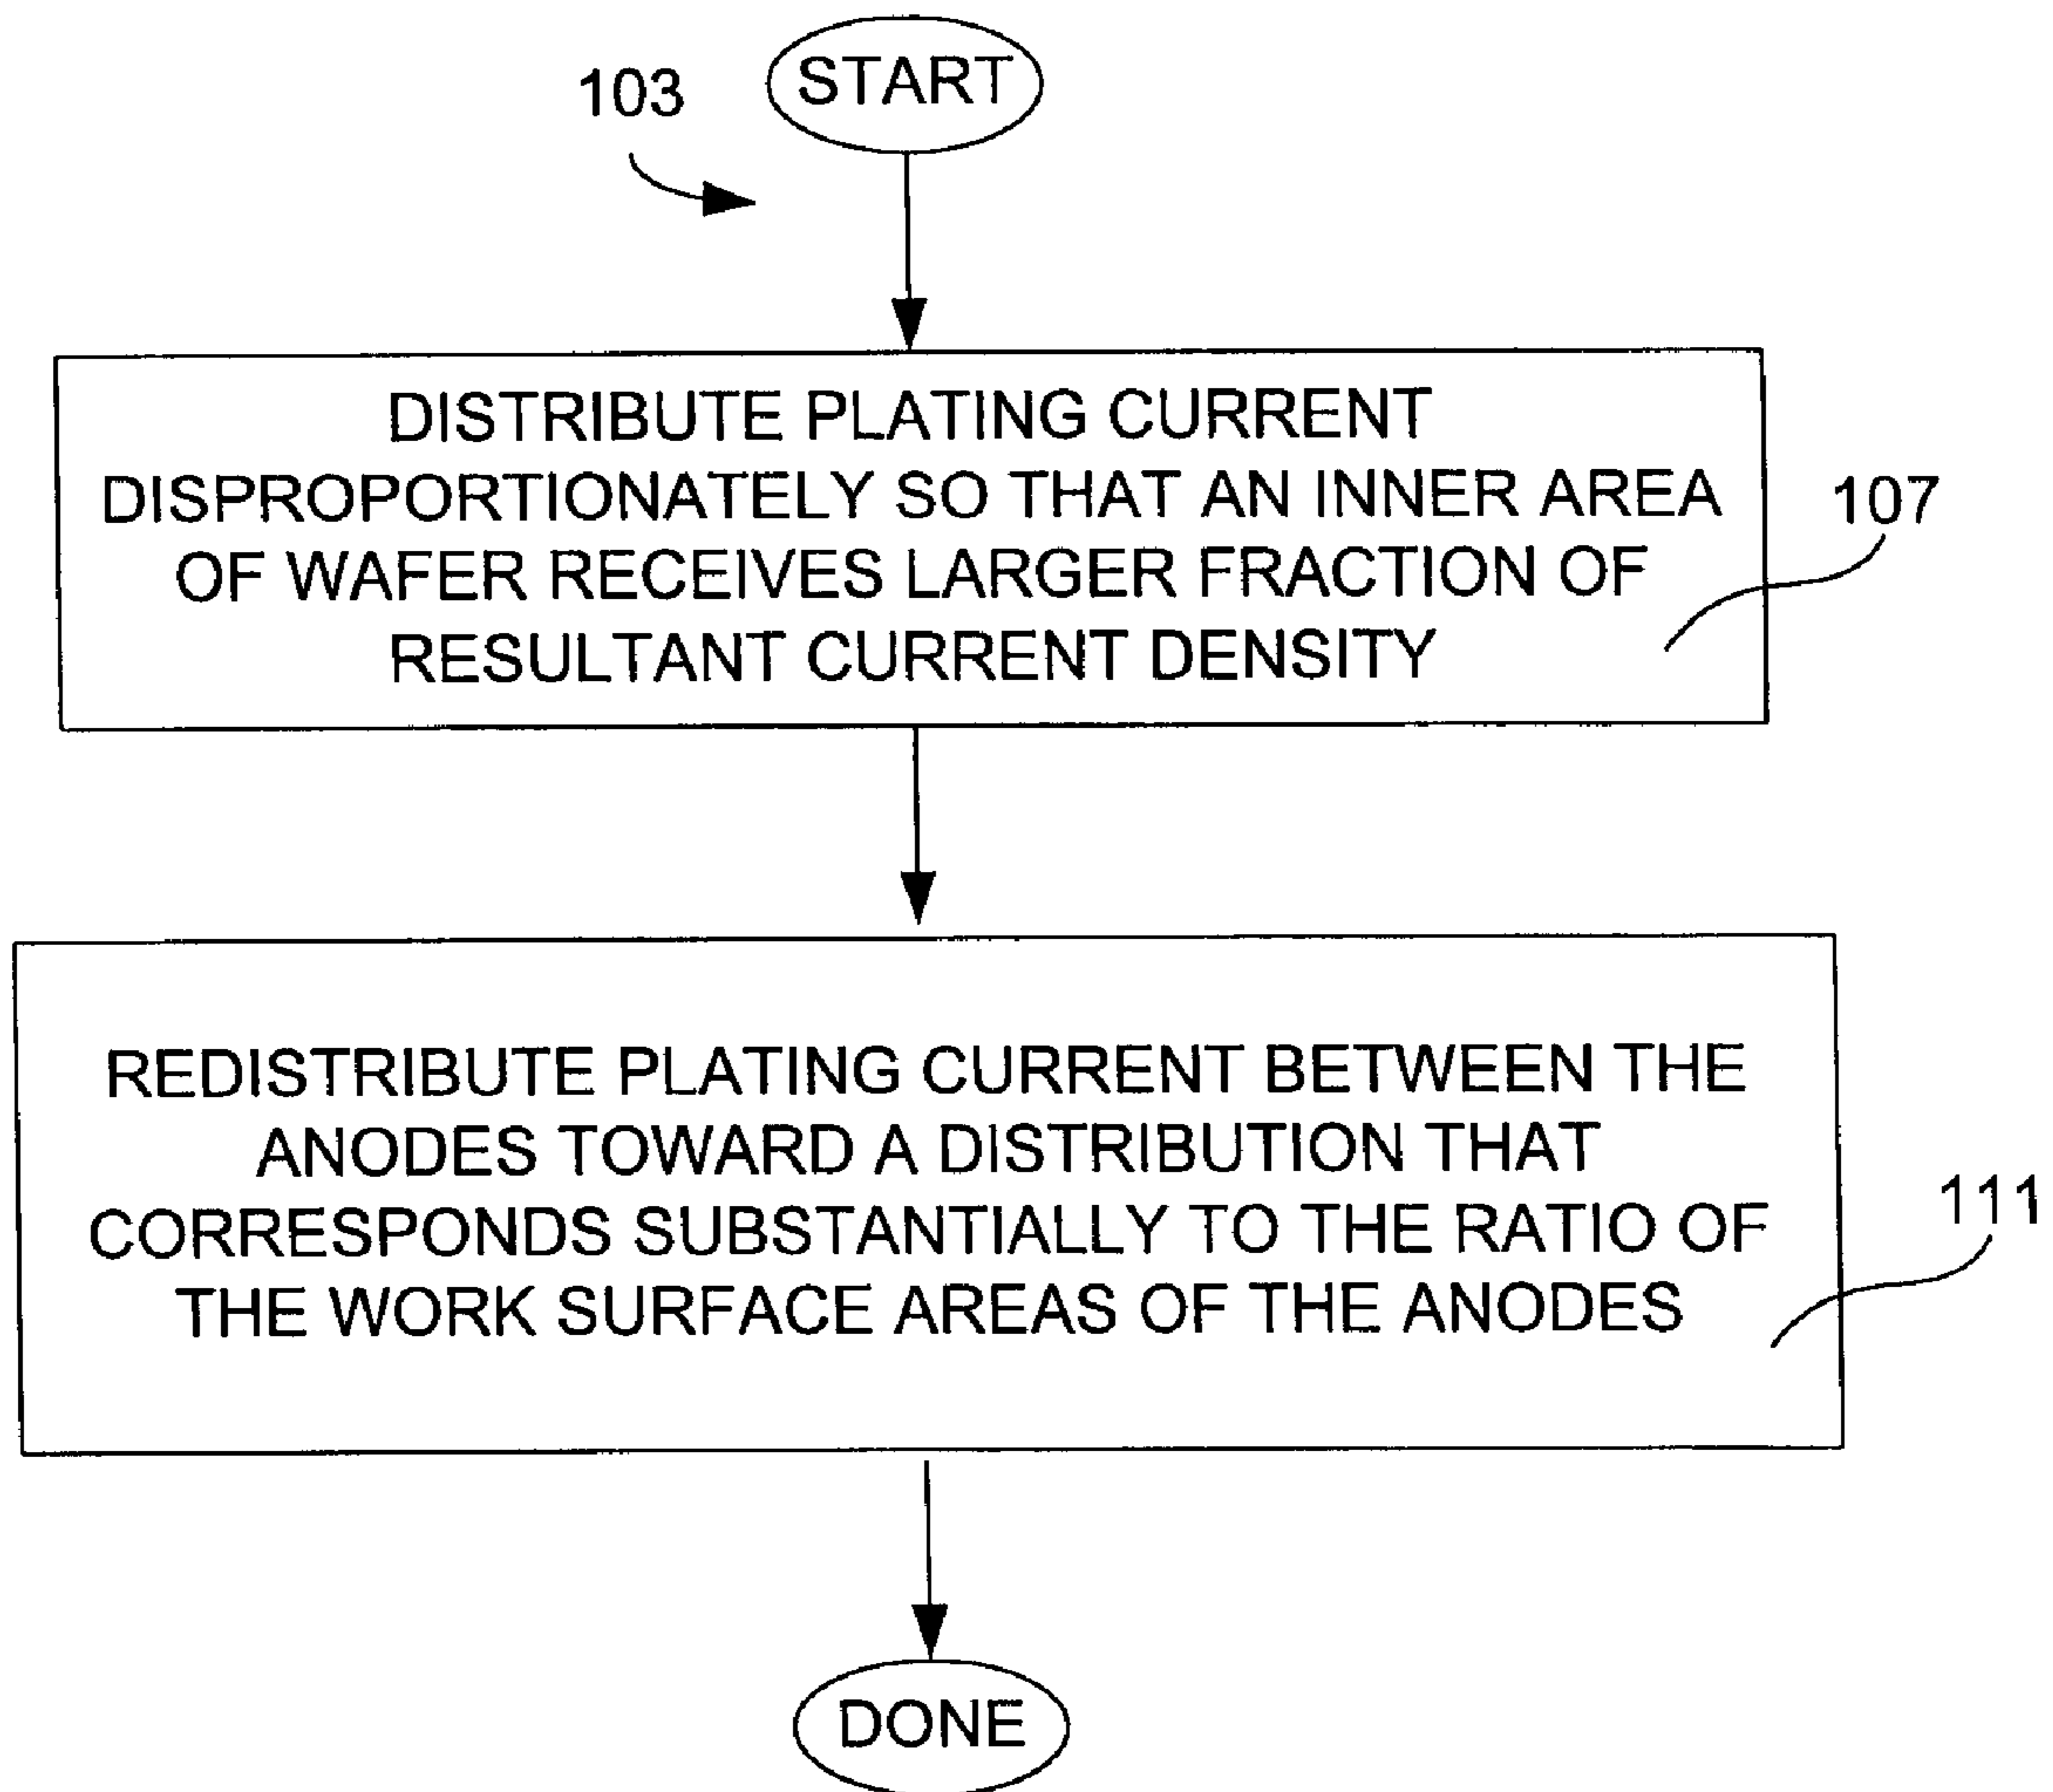 103
START
DISTRIBUTE PLATING CURRENT
DISPROPORTIONATELY SO THAT AN INNER AREA
OF WAFER RECEIVES LARGER FRACTION OF
RESULTANT CURRENT DENSITY
107
REDISTRIBUTE PLATING CURRENT BETWEEN THE
ANODES TOWARD A DISTRIBUTION THAT
CORRESPONDS SUBSTANTIALLY TO THE RATIO OF
THE WORK SURFACE AREAS OF THE ANODES
111
DONE